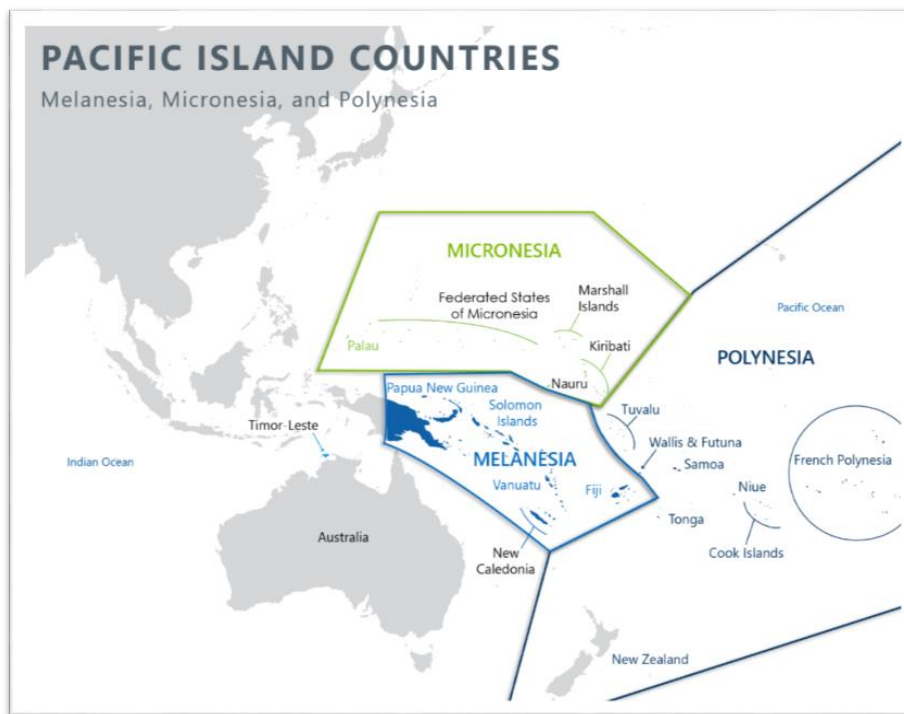 PACIFIC ISLAND COUNTRIES
Melanesia, Micronesia, and Polynesia
MICRONESIA
Federated States
of Micronesia
Marshall
Islands
Pacific Ocean
Palau
Kiribati
POLYNESIA
Nauru
Papua New Guinea
Solomon
Islands
Tuvalu
Timor-Leste
Wallis & Futuna
MELÀNESIA
Samoa
French Polynesia
Indian Ocean
Vanuatu
Fiji
Niue
Tonga
Australia
New
Caledonia
Cook Islands
New Zealand